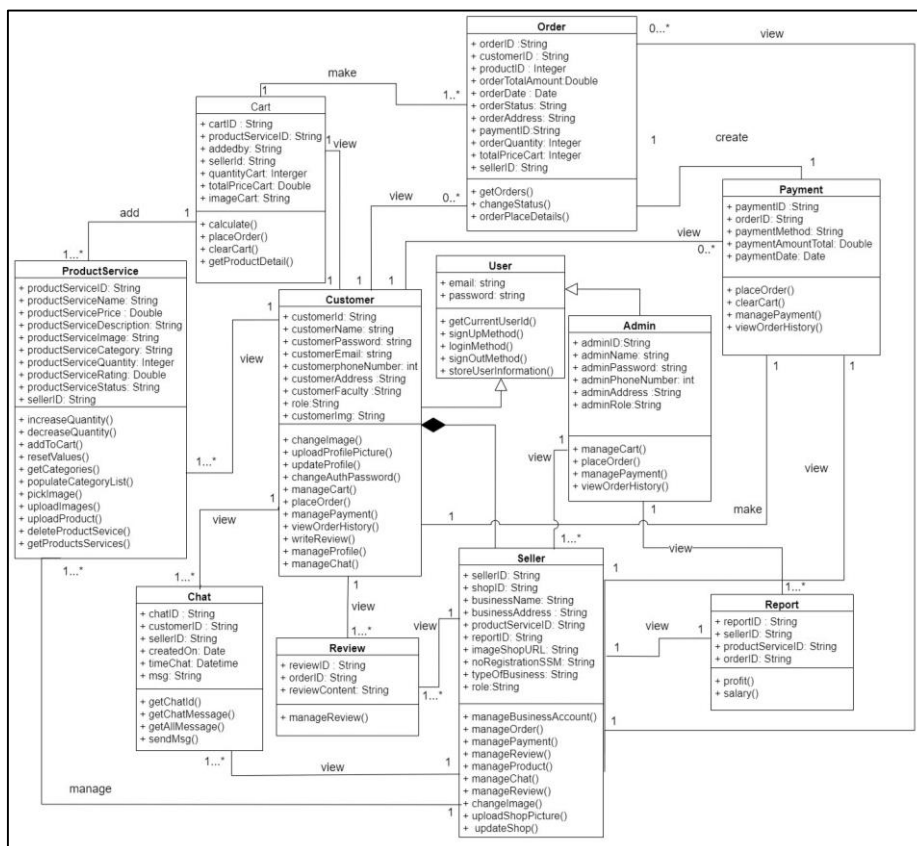 Order
+ orderID :String
+ customerID : String
+ productID : Integer
+ orderTotalAmount:Double
+ orderDate : Date
+ orderStatus: String
+ orderAddress: String
+ paymentID:String
+ orderQuantity: Integer
+ totalPriceCart: Integer
+ sellerID: String
+getOrders()
+ changeStatus()
+ orderPlaceDetails()
0...*
view
make
1
1..*
Cart
+ cartID : String
+ productServiceID: String
+ addedby: String
+ sellerId: String
+ quantityCart: Interger
+ totalPriceCart: Double
+ imageCart: String
+ calculate()
+ placeOrder()
+ clearCart()
+ getProductDetail()
1
view
1
create
1
1
view
0..*
add
1
1...*
Payment
+ paymentID : String
+ orderID: String
+ paymentMethod: String
+ paymentAmountTotal: Double
+ paymentDate: Date
+ placeOrder()
+ clearCart()
+ managePayment()
+ viewOrderHistory()
view
0..*
User
+ email: string
+ password: string
+ getCurrentUserId()
+ signUpMethod()
+ loginMethod()
+ signOutMethod()
+ storeUserInformation()
ProductService
+ productServiceID: String
+ productServiceName: String
+ productServicePrice : Double
+ productServiceDescription: String
+ productServiceImage: String
+ productServiceCategory: String
+ productServiceQuantity: Integer
+ productServiceRating: Double
+ productServiceStatus: String
+ sellerID: String
+ increaseQuantity()
+ decreaseQuantity()
+ addToCart()
+ resetValues()
+ getCategories()
+ populateCategoryList()
+ pickImage()
+ uploadImages()
+ uploadProduct()
+ deleteProductSevice()
+ getProductsServices()
1
1
1
1
view
1...*
Customer
+ customerId: String
+ customerName: string
+ customerPassword: string
+ customerEmail: string
+ customerphoneNumber: int
+ customerAddress : String
+ customerFaculty :String
+ role:String
+ customerImg: String
+ changeImage()
+ uploadProfilePicture()
+ updateProfile()
+ changeAuthPassword()
+ manageCart()
+ placeOrder()
+ managePayment()
+ viewOrderHistory()
+ writeReview()
+ manageProfile()
+ manageChat()
Admin
+ adminID:String
+ adminName: string
+ adminPassword: string
+ adminPhoneNumber: int
+ adminAddress :String
+ adminRole:String
+ manageCart()
+ placeOrder()
+ managePayment()
+ viewOrderHistory()
1
view
1...*
1
view
1...*
1
make
1
1
view
1
1
view
1...*
1...*
1
view
1...*
Chat
+ chatID : String
+ customerID : String
+ sellerID: String
+ createdOn: Date
+ timeChat: Datetime
+ msg: String
+ getChatId()
+ getChatMessage()
+ getAllMessage()
+ sendMsg()
1
view
1...*
Review
+ reviewID : String
+ orderID: String
+ reviewContent: String
+ manageReview()
1
view
1...*
Seller
+ sellerID: String
+ shopID: String
+ businessName: String
+ businessAddress : String
+ productServiceID: String
+ reportID: String
+ imageShopURL: String
+ noRegistrationSSM: String
+ typeOfBusiness: String
+ role:String
+ manageBusinessAccount()
+ manageOrder()
+ managePayment()
+ manageReview()
+ manageProduct()
+ manageChat()
+ manageReview()
+ changeImage()
+ uploadShopPicture()
+ updateShop()
1
view
1
Report
+ reportID : String
+ sellerID: String
+ productServiceID: String
+ orderID: String
+ profit()
+ salary()
1
1...*
view
1
manage
1